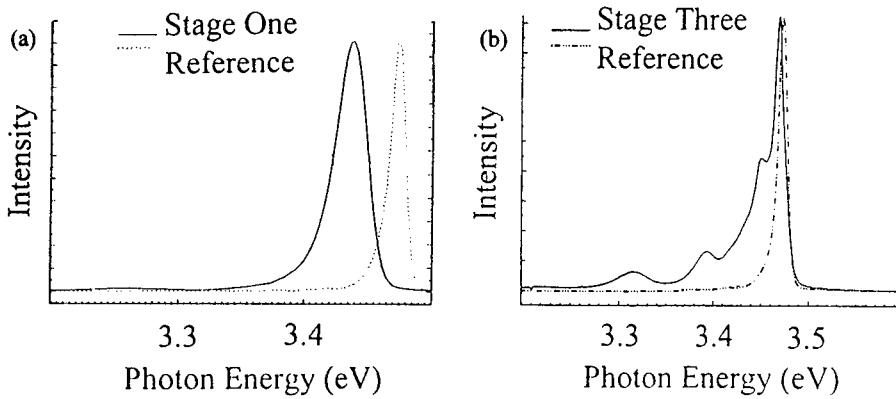 (a)
Stage One
Reference
Intensity
3.3
3.4
Photon Energy (eV)
(b)
Stage Three
Reference
Intensity
3.3
3.4
3.5
Photon Energy (eV)